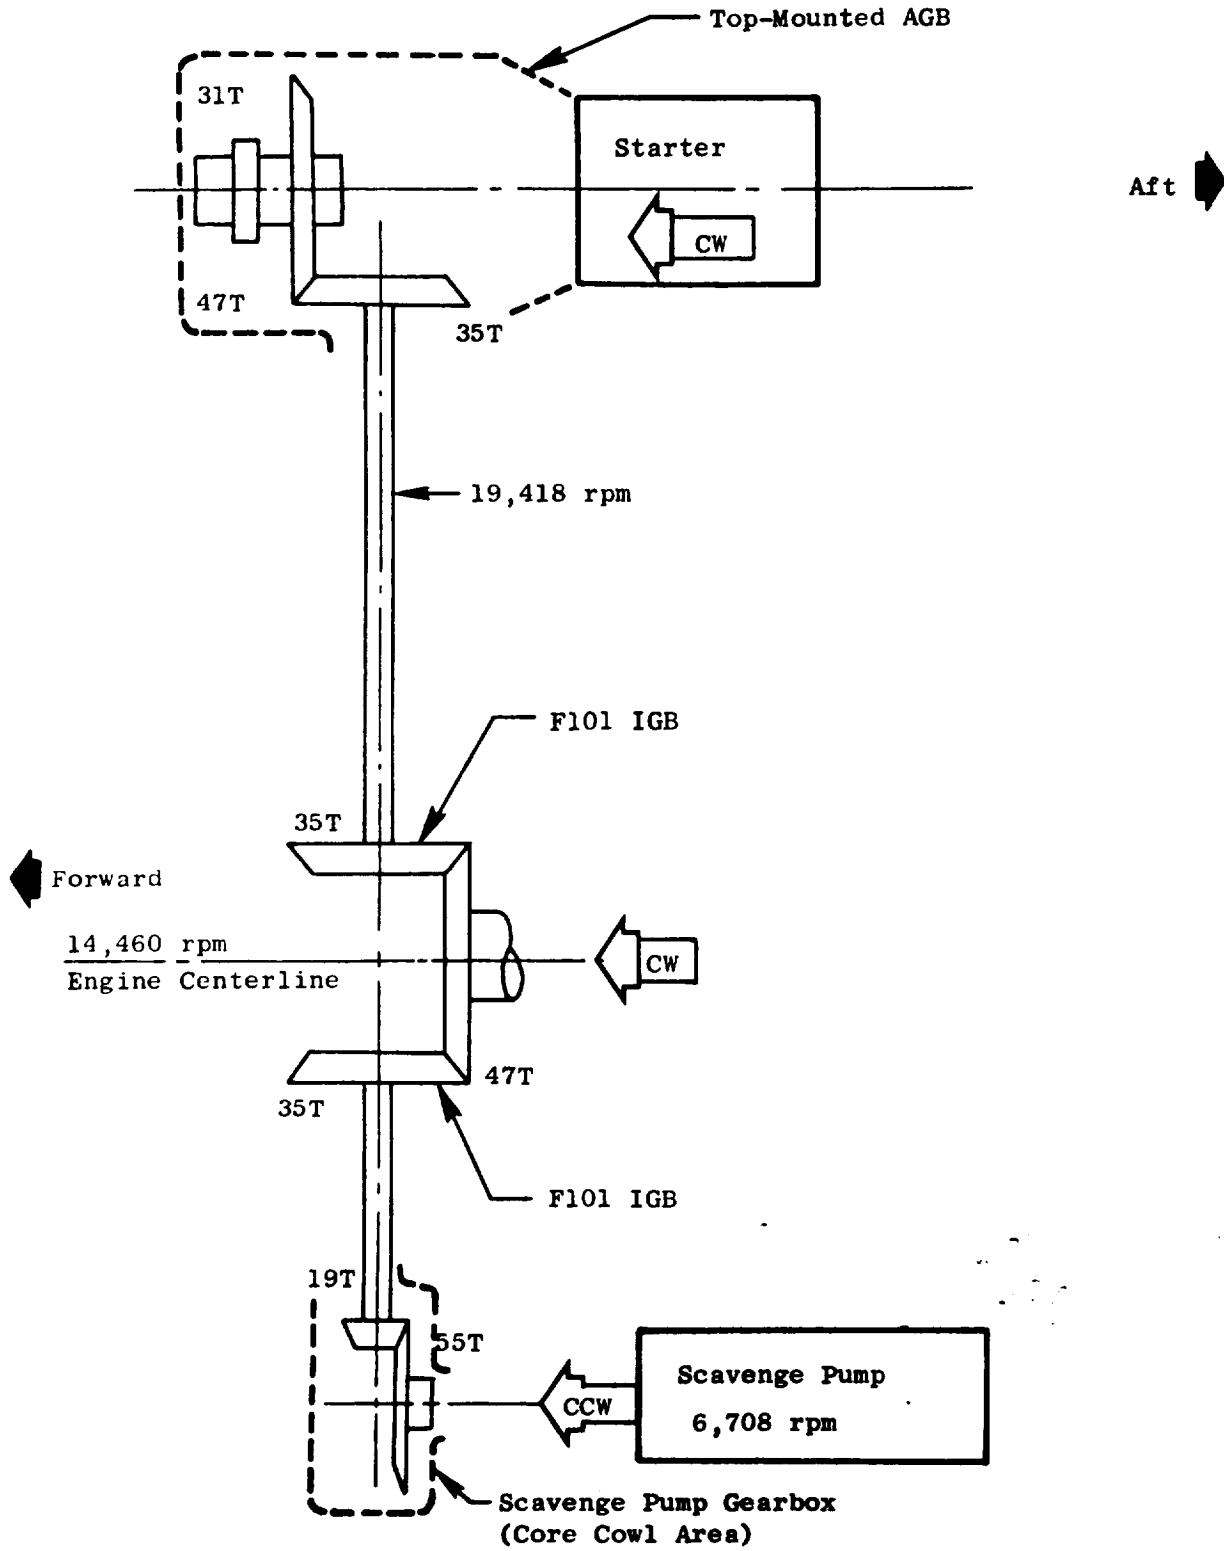 Top-Mounted AGB
31T
Starter
Aft
CW
47T
35T
19,418 rpm
F101 IGB
35T
Forward
14,460 rpm
Engine Centerline
CW
47T
35T
F101 IGB
19T
55T
Scavenge Pump
6,708 rpm
CCW
Scavenge Pump Gearbox
(Core Cowl Area)